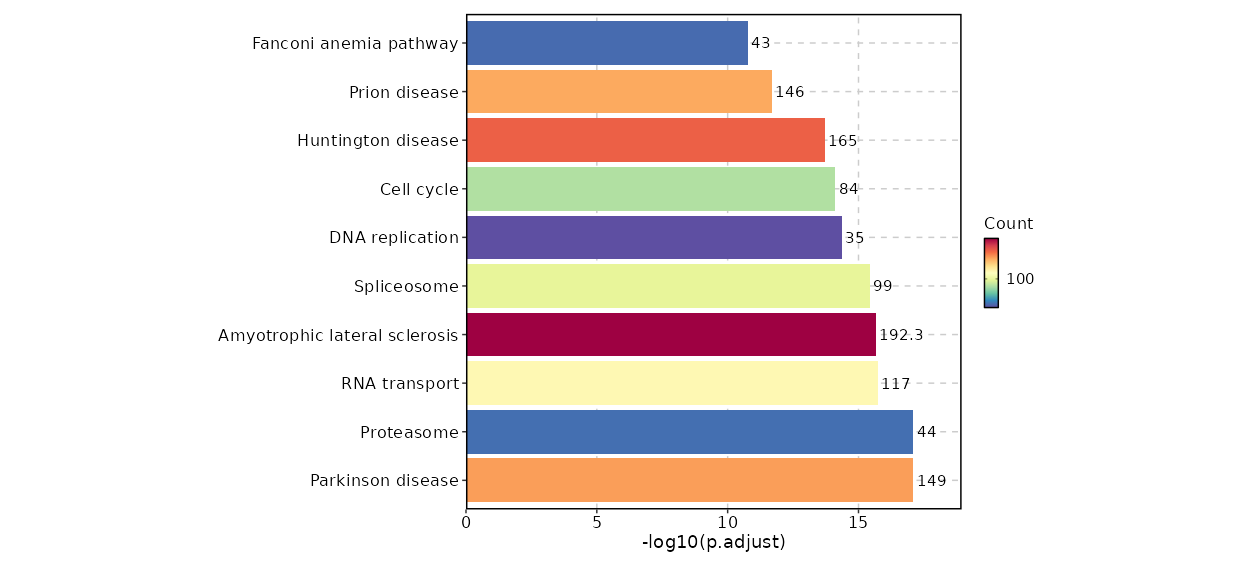 Fanconi anemia pathway 43
Prion disease 146
Huntington disease 165
Cell cycle 84
DNA replication 35
Spliceosome 99
Amyotrophic lateral sclerosis 192.3
RNA transport 117
Proteasome 44
Parkinson disease 149
0 5 10 15
-log10(p.adjust)
Count
100